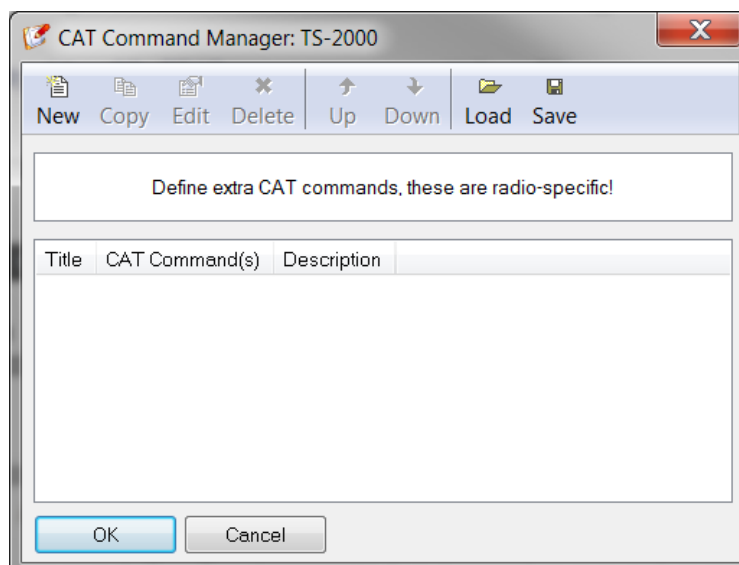 CAT Command Manager: TS-2000
New Copy Edit Delete Up Down Load Save
Define extra CAT commands, these are radio-specific!
Title CAT Command(s) Description
OK Cancel